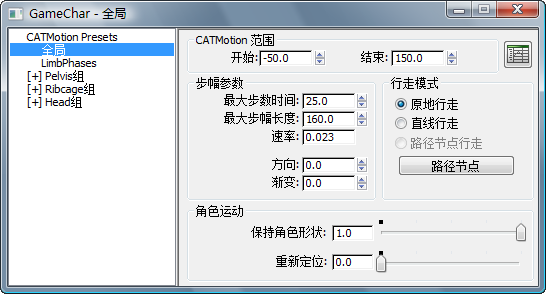 GameChar - 全局
CATMotion Presets
全局
LimbPhases
[+] Pelvis组
[+] Ribcage组
[+] Head组
CATMotion 范围
开始: -50.0 结束: 150.0
步幅参数
最大步数时间: 25.0
最大步幅长度: 160.0
速率: 0.023
方向: 0.0
渐变: 0.0
行走模式
原地行走
直线行走
路径节点行走
路径节点
角色运动
保持角色形状: 1.0
重新定位: 0.0